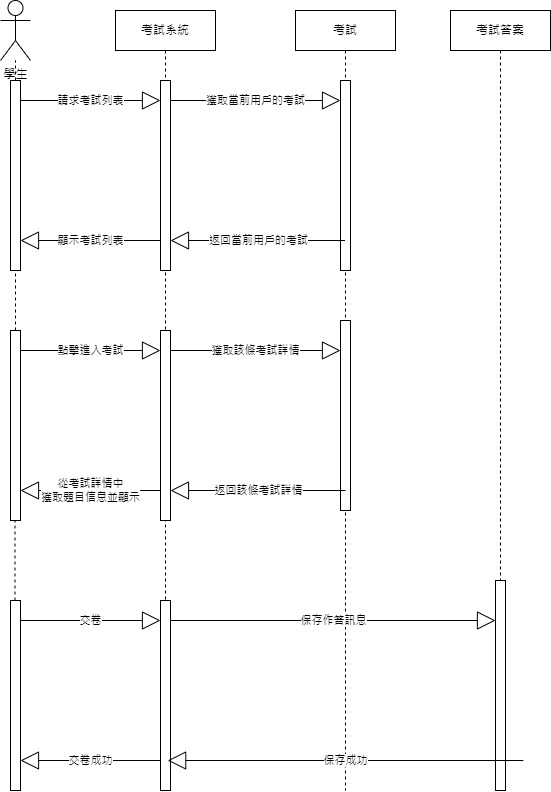 學生
考試系統
考試
考試答案
請求考試列表
獲取當前用戶的考試
顯示考試列表
返回當前用戶的考試
點擊進入考試
獲取該條考試詳情
從考試詳情中
獲取題目信息並顯示
返回該條考試詳情
交卷
保存作答訊息
交卷成功
保存成功